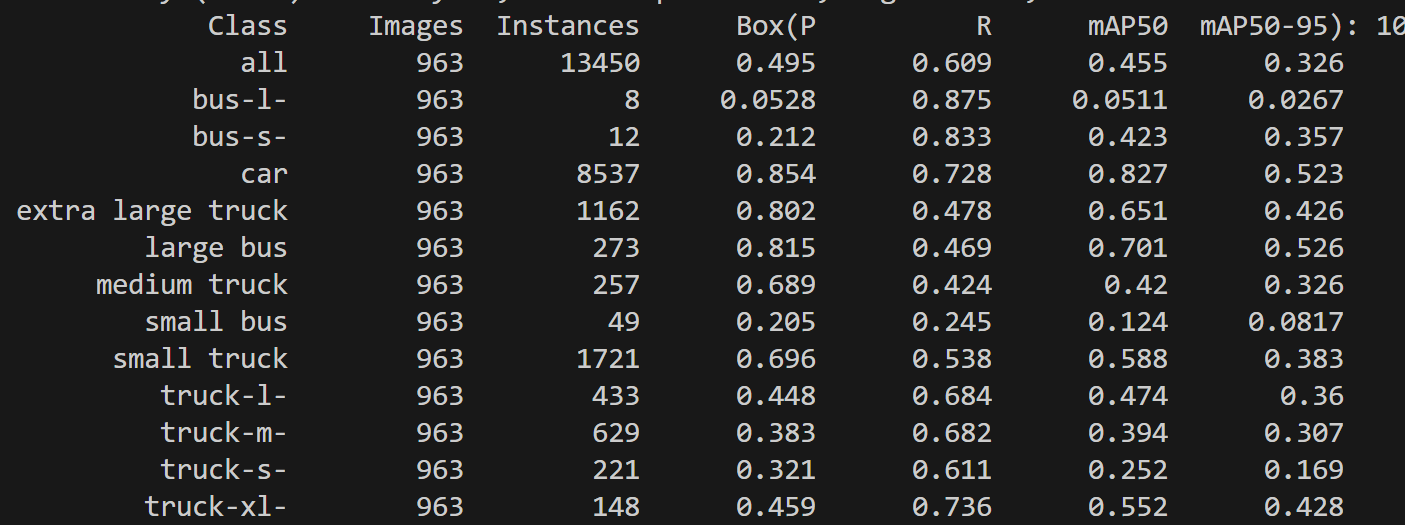 Class Images Instances Box(P R mAP50 mAP50-95): 10
all 963 13450 0.495 0.609 0.455 0.326
bus-l- 963 8 0.0528 0.875 0.0511 0.0267
bus-s- 963 12 0.212 0.833 0.423 0.357
car 963 8537 0.854 0.728 0.827 0.523
extra large truck 963 1162 0.802 0.478 0.651 0.426
large bus 963 273 0.815 0.469 0.701 0.526
medium truck 963 257 0.689 0.424 0.42 0.326
small bus 963 49 0.205 0.245 0.124 0.0817
small truck 963 1721 0.696 0.538 0.588 0.383
truck-l- 963 433 0.448 0.684 0.474 0.36
truck-m- 963 629 0.383 0.682 0.394 0.307
truck-s- 963 221 0.321 0.611 0.252 0.169
truck-xl- 963 148 0.459 0.736 0.552 0.428